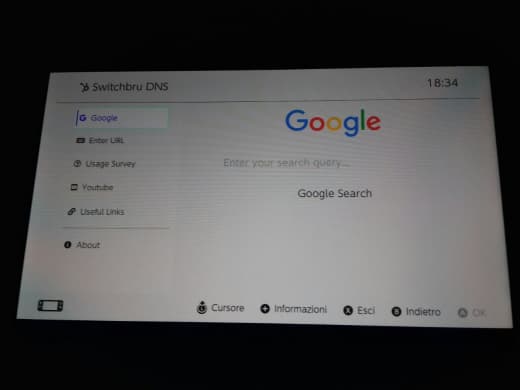 Switchbru DNS
18:34
Google
Enter URL
Usage Survey
Youtube
Useful Links
About
Google
Enter your search query...
Google Search
Cursore
Informazioni
X Esci
B Indietro
A OK